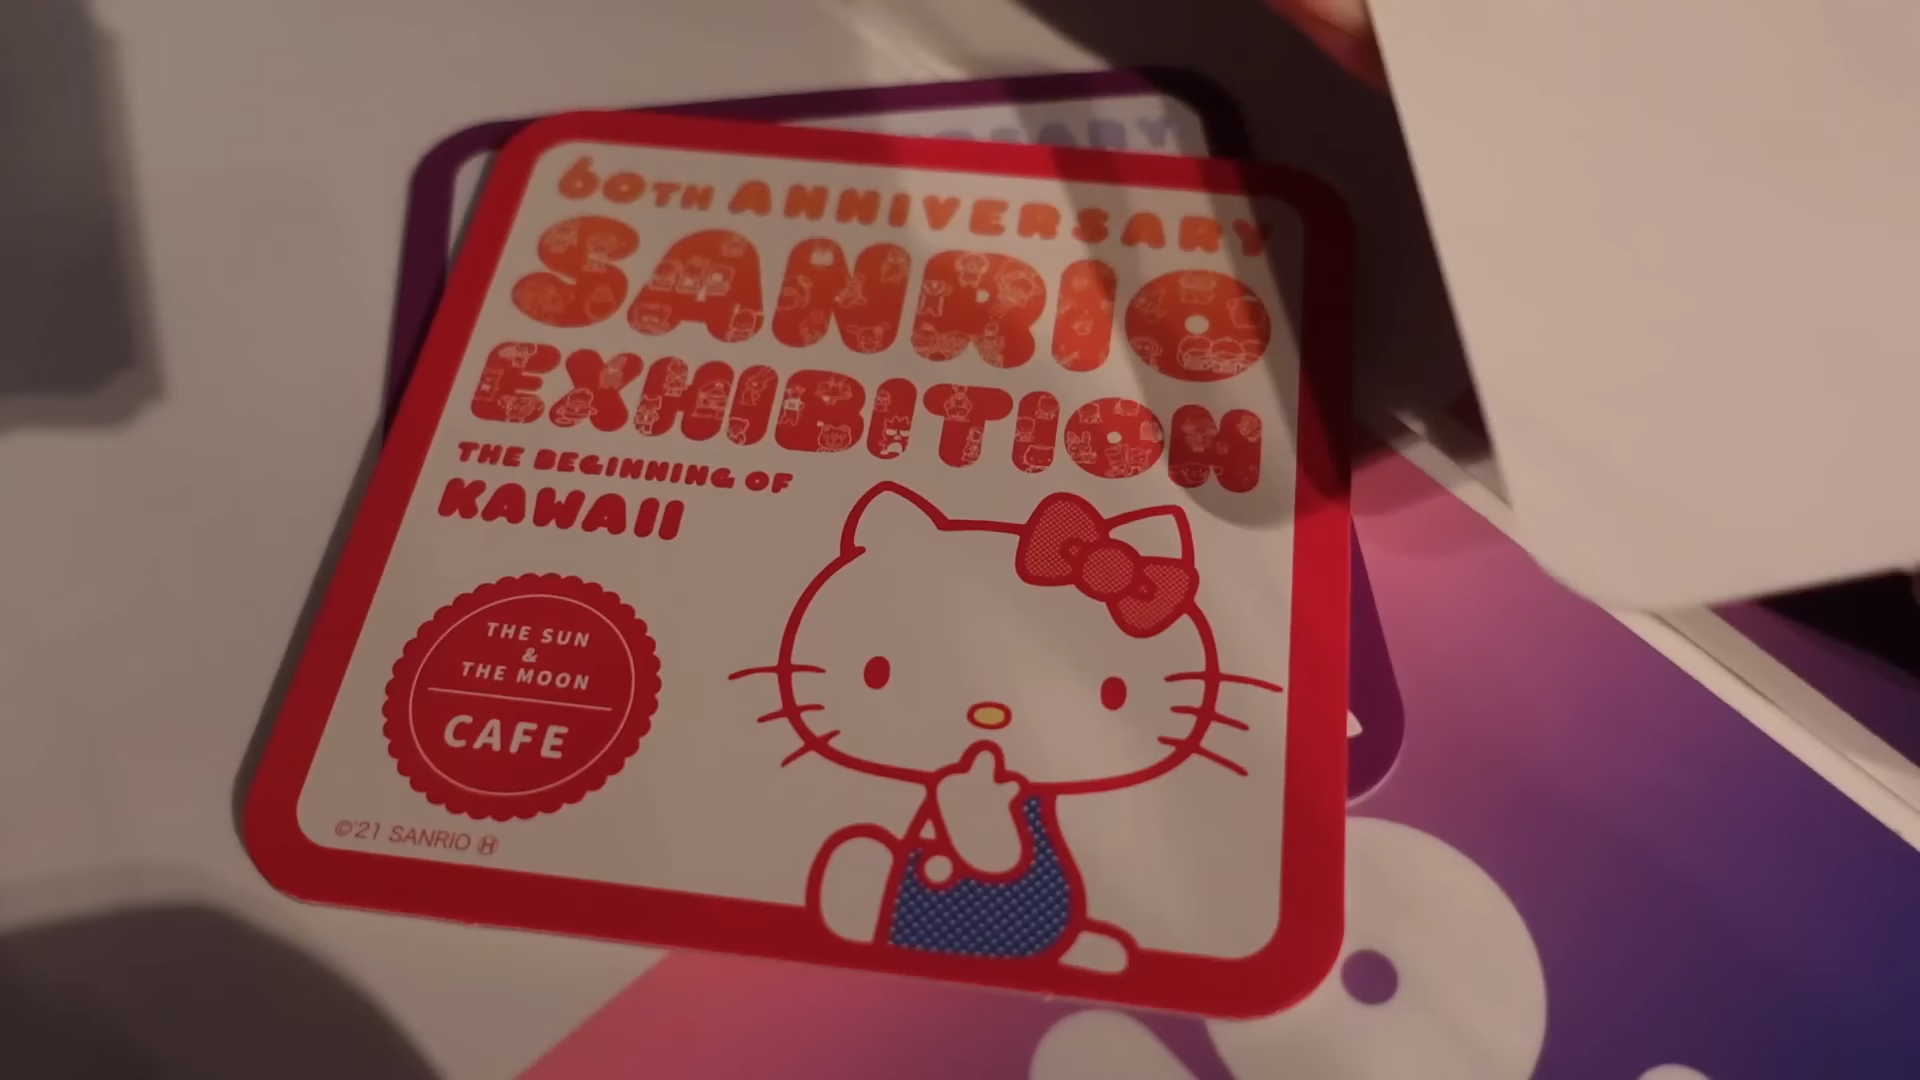 60TH ANNIVERSARY
SANRIO
EXHIBITION
THE BEGINNING OF
KAWAII
THE SUN
&
THE MOON
CAFE
©'21 SANRIO Ⓗ